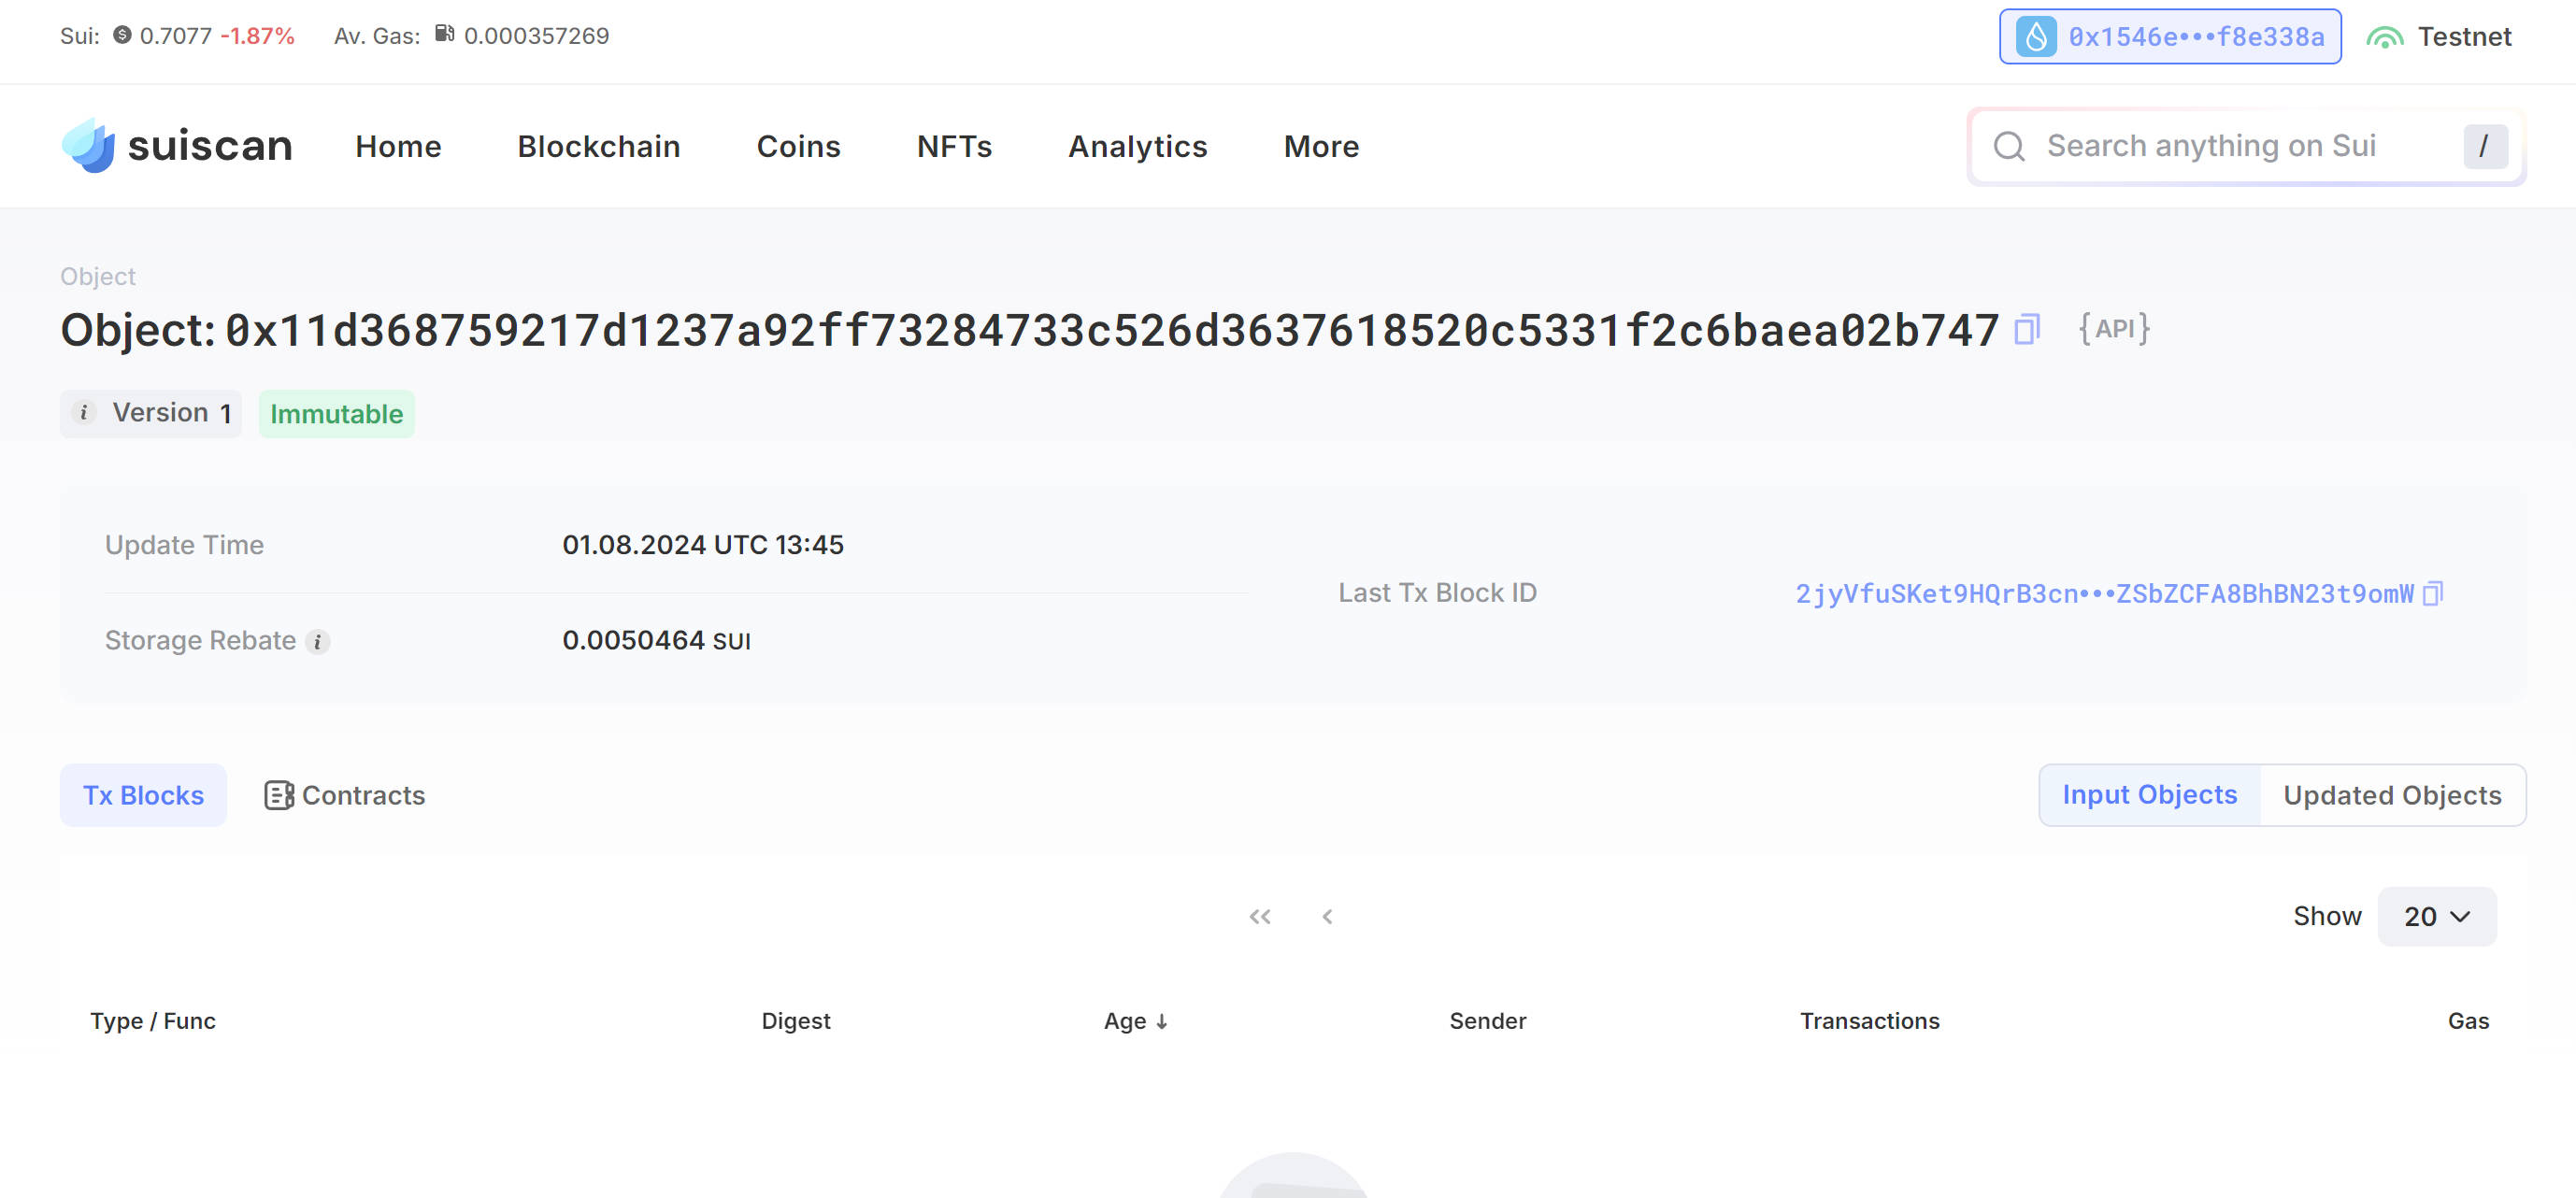 Sui: 0.7077 -1.87% Av. Gas: 0.000357269
0x1546e•••f8e338a Testnet
suiscan Home Blockchain Coins NFTs Analytics More
Search anything on Sui /
Object
Object: 0x11d368759217d1237a92ff73284733c526d3637618520c5331f2c6baea02b747 {API}
i Version 1 Immutable
Update Time 01.08.2024 UTC 13:45
Last Tx Block ID 2jyVfuSKet9HQrB3cn•••ZSbZCFA8BhBN23t9omW
Storage Rebate i 0.0050464 SUI
Tx Blocks Contracts Input Objects Updated Objects
Show 20
Type / Func Digest Age ↓ Sender Transactions Gas